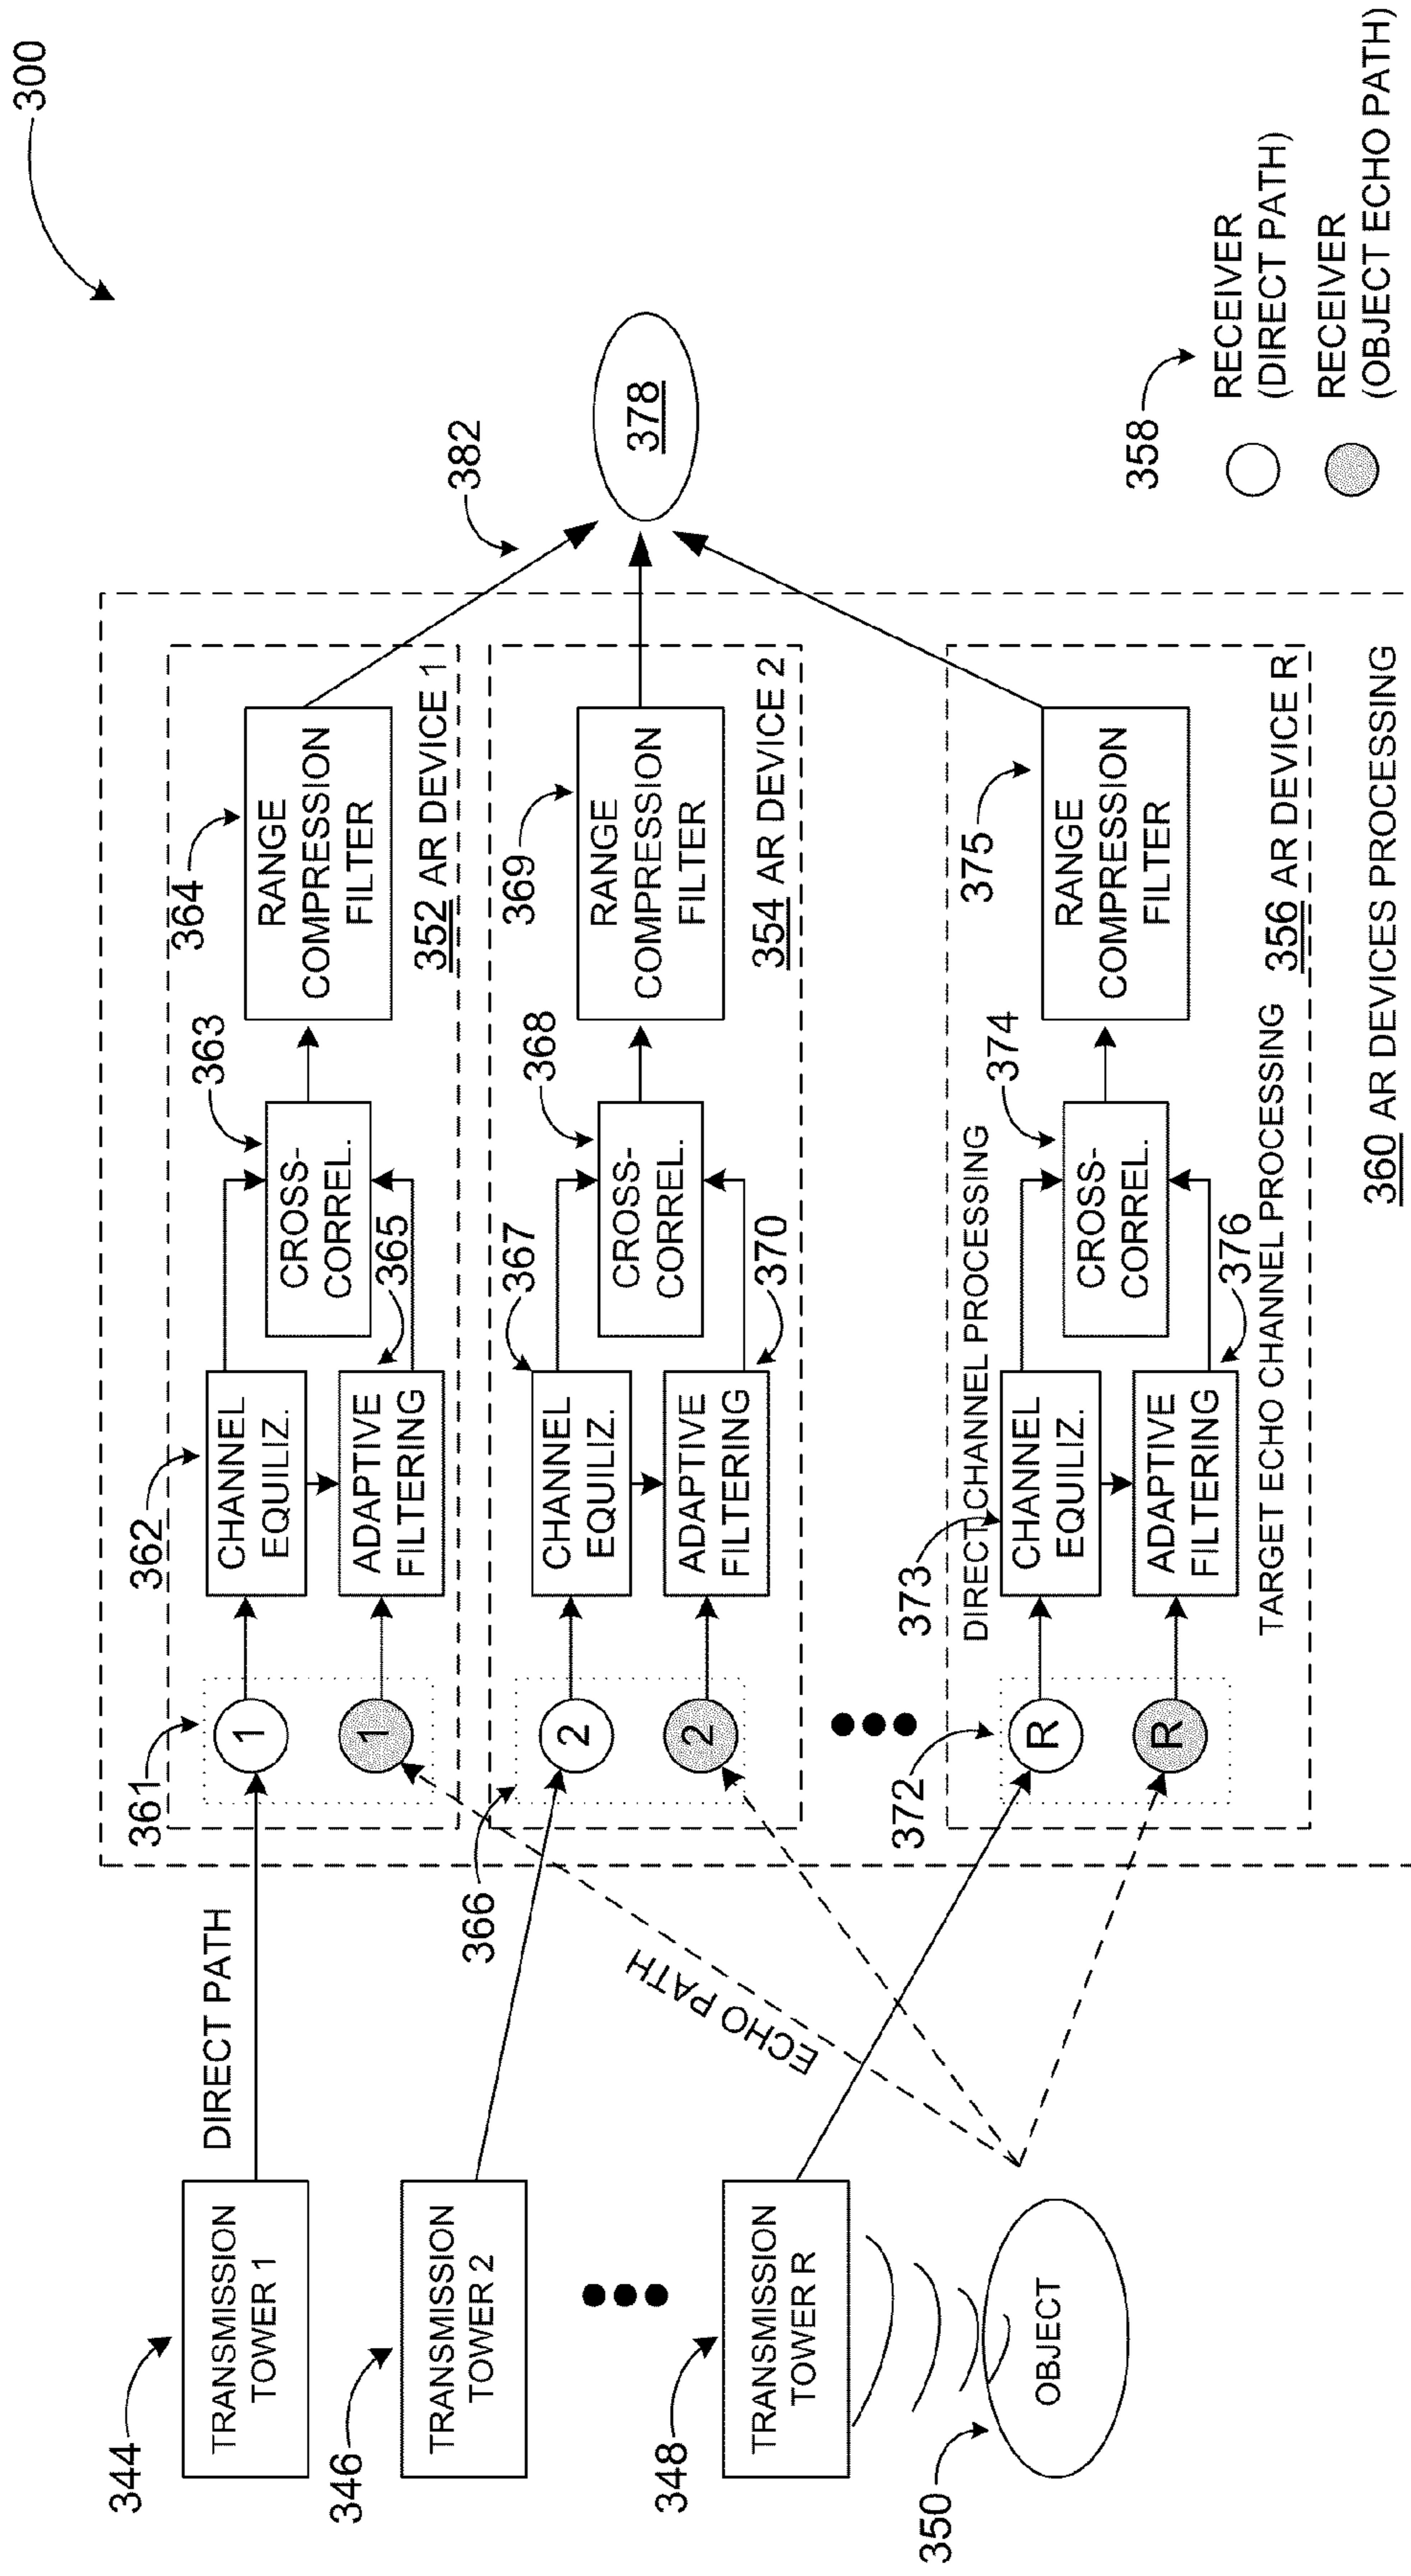 300
344
TRANSMISSION
TOWER 1
346
TRANSMISSION
TOWER 2
348
TRANSMISSION
TOWER R
350
OBJECT
DIRECT PATH
ECHO PATH
361
1
1
362
CHANNEL
EQUILIZ.
ADAPTIVE
FILTERING
365
363
CROSS-
CORREL.
364
RANGE
COMPRESSION
FILTER
352 AR DEVICE 1
366
2
2
367
CHANNEL
EQUILIZ.
ADAPTIVE
FILTERING
370
368
CROSS-
CORREL.
369
RANGE
COMPRESSION
FILTER
354 AR DEVICE 2
372
R
R
373
DIRECT CHANNEL PROCESSING
CHANNEL
EQUILIZ.
ADAPTIVE
FILTERING
376
TARGET ECHO CHANNEL PROCESSING
374
CROSS-
CORREL.
375
RANGE
COMPRESSION
FILTER
356 AR DEVICE R
360 AR DEVICES PROCESSING
382
378
358
RECEIVER
(DIRECT PATH)
RECEIVER
(OBJECT ECHO PATH)